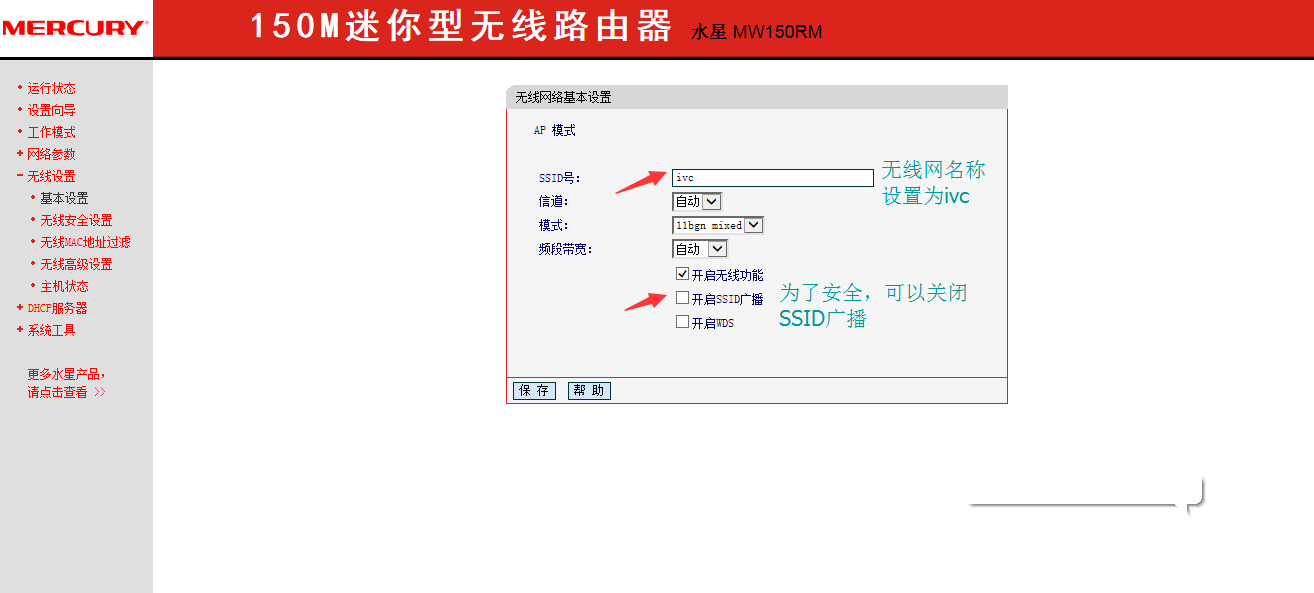 MERCURY®
150M迷你型无线路由器 水星 MW150RM
运行状态
设置向导
工作模式
网络参数
无线设置
基本设置
无线安全设置
无线MAC地址过滤
无线高级设置
主机状态
DHCP服务器
系统工具
更多水星产品，
请点击查看 >>
无线网络基本设置
AP 模式
SSID号：
ivc
无线网名称
设置为ivc
信道：
自动
模式：
11bgn mixed
频段带宽：
自动
开启无线功能
开启SSID广播
为了安全，可以关闭
SSID广播
开启WDS
保 存
帮 助